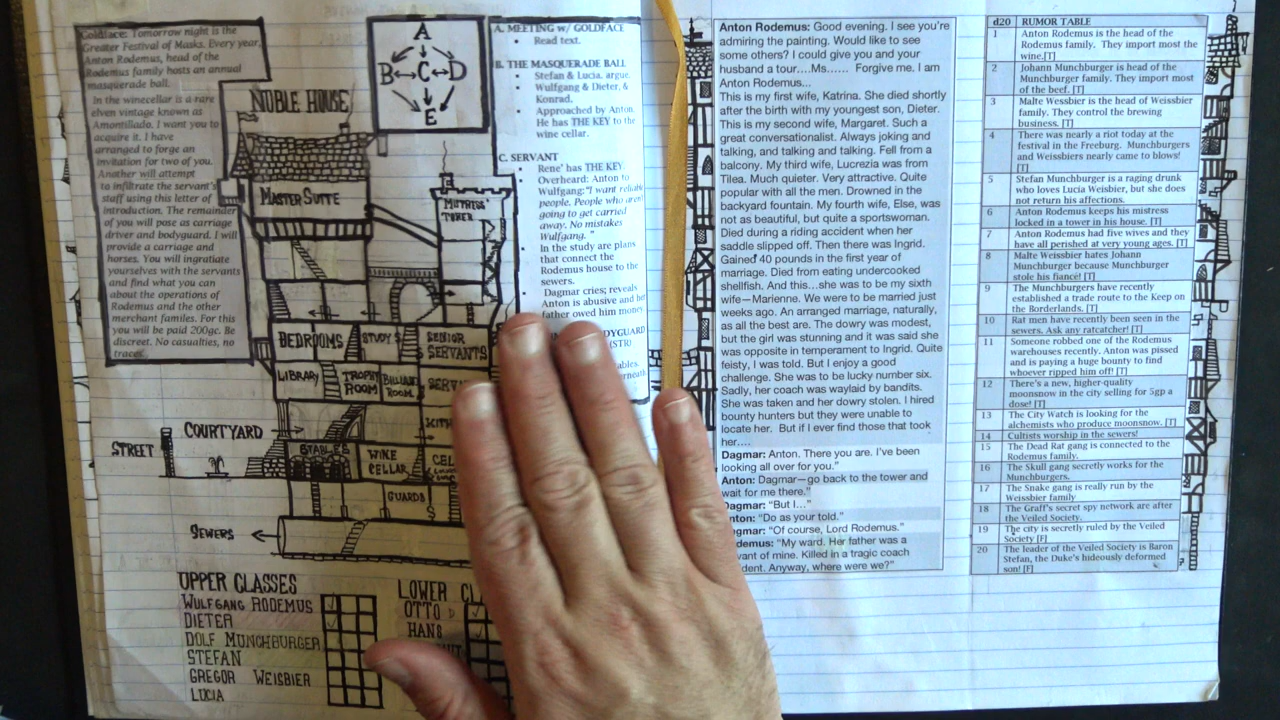 Goldface: Tomorrow night is the
Greater Festival of Masks. Every year,
Anton Rodemus, head of the
Rodemus family hosts an annual
masquerade ball.
In the winecellar is a rare
elven vintage known as
Amontillado. I want you to
acquire it. I have
arranged to forge an
invitation for two of you.
Another will attempt
to infiltrate the servant's
staff using this letter of
introduction. The remainder
of you will pose as carriage
driver and bodyguard. I will
provide a carriage and
horses. You will ingratiate
yourselves with the servants
and find what you can
about the operations of
Rodemus and the other
merchant familes. For this
you will be paid 200gc. Be
discreet. No casualties, no
traces.
A
B C D
E
NOBLE HOUSE
MASTER SUITE
MISTRESS
TOWER
BEDROOMS
STUDY
SENIOR
SERVANTS
LIBRARY
TROPHY
ROOM
BILLIARD
ROOM
SERV
KITC
COURTYARD
STREET
STABLES
WINE
CELLAR
CEL
GUARDS
SEWERS
UPPER CLASSES
WULFGANG RODEMUS
DIETER
DOLF MUNCHBURGER
STEFAN
GREGOR WEISBIER
LUCIA
LOWER CL
OTTO D
HANS
A. MEETING w/ GOLDFACE
• Read text.
B. THE MASQUERADE BALL
• Stefan & Lucia, argue.
• Wulfgang & Dieter, &
Konrad.
• Approached by Anton.
He has THE KEY to the
wine cellar.
C. SERVANT
• Rene' has THE KEY.
• Overheard: Anton to
Wulfgang: "I want reliable
people. People who aren't
going to get carried
away. No mistakes
Wulfgang."
• In the study are plans
that connect the
Rodemus house to the
sewers.
• Dagmar cries; reveals
Anton is abusive and her
father owed him money
DYGUARD
(STR)
ables.
Anton Rodemus: Good evening. I see you're
admiring the painting. Would like to see
some others? I could give you and your
husband a tour....Ms...... Forgive me. I am
Anton Rodemus...
This is my first wife, Katrina. She died shortly
after the birth with my youngest son, Dieter.
This is my second wife, Margaret. Such a
great conversationalist. Always joking and
talking, and talking and talking. Fell from a
balcony. My third wife, Lucrezia was from
Tilea. Much quieter. Very attractive. Quite
popular with all the men. Drowned in the
backyard fountain. My fourth wife, Else, was
not as beautiful, but quite a sportswoman.
Died during a riding accident when her
saddle slipped off. Then there was Ingrid.
Gained 40 pounds in the first year of
marriage. Died from eating undercooked
shellfish. And this...she was to be my sixth
wife—Marienne. We were to be married just
weeks ago. An arranged marriage, naturally,
as all the best are. The dowry was modest,
but the girl was stunning and it was said she
was opposite in temperament to Ingrid. Quite
feisty, I was told. But I enjoy a good
challenge. She was to be lucky number six.
Sadly, her coach was waylaid by bandits.
She was taken and her dowry stolen. I hired
bounty hunters but they were unable to
locate her. But if I ever find those that took
her....
Dagmar: Anton. There you are. I've been
looking all over for you."
Anton: Dagmar—go back to the tower and
wait for me there."
Dagmar: "But I..."
nton: "Do as your told."
gmar: "Of course, Lord Rodemus."
demus: "My ward. Her father was a
vant of mine. Killed in a tragic coach
dent. Anyway, where were we?"
d20 RUMOR TABLE
1 Anton Rodemus is the head of the
Rodemus family. They import most the
wine.[T]
2 Johann Munchburger is head of the
Munchburger family. They import most
of the beef. [T]
3 Malte Wessbier is the head of Weissbier
family. They control the brewing
business. [T]
4 There was nearly a riot today at the
festival in the Freeburg. Munchburgers
and Weissbiers nearly came to blows!
[T]
5 Stefan Munchburger is a raging drunk
who loves Lucia Weisbier, but she does
not return his affections.
6 Anton Rodemus keeps his mistress
locked in a tower in his house. [T]
7 Anton Rodemus had five wives and they
have all perished at very young ages. [T]
8 Malte Weissbier hates Johann
Munchburger because Munchburger
stole his fiance! [T]
9 The Munchburgers have recently
established a trade route to the Keep on
the Borderlands. [T]
10 Rat men have recently been seen in the
sewers. Ask any ratcatcher! [T]
11 Someone robbed one of the Rodemus
warehouses recently. Anton was pissed
and is paying a huge bounty to find
whoever ripped him off! [T]
12 There's a new, higher-quality
moonsnow in the city selling for 5gp a
dose! [T]
13 The City Watch is looking for the
alchemists who produce moonsnow. [T]
14 Cultists worship in the sewers!
15 The Dead Rat gang is connected to the
Rodemus family.
16 The Skull gang secretly works for the
Munchburgers.
17 The Snake gang is really run by the
Weissbier family
18 The Graff's secret spy network are after
the Veiled Society.
19 The city is secretly ruled by the Veiled
Society [F]
20 The leader of the Veiled Society is Baron
Stefan, the Duke's hideously deformed
son! [F]